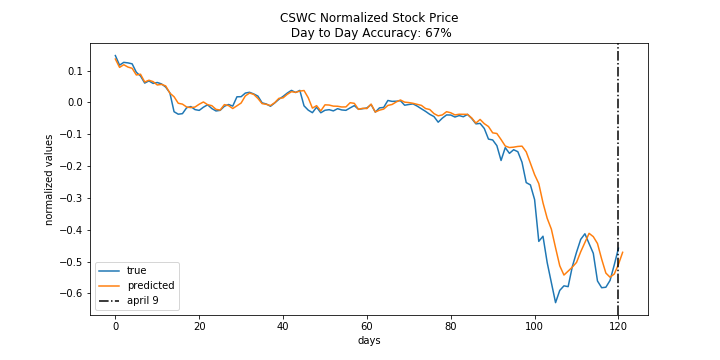 CSWC Normalized Stock Price
Day to Day Accuracy: 67%
normalized values
0.1
0.0
−0.1
−0.2
−0.3
−0.4
−0.5
−0.6
true
predicted
april 9
0 20 40 60 80 100 120
days